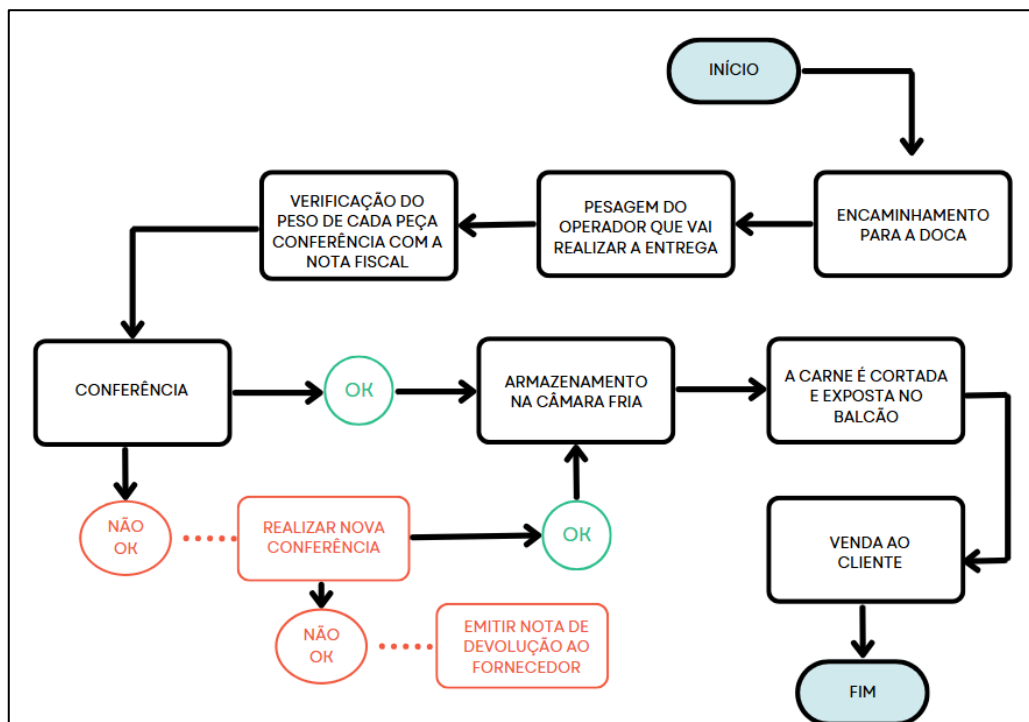 INÍCIO
ENCAMINHAMENTO
PARA A DOCA
PESAGEM DO
OPERADOR QUE VAI
REALIZAR A ENTREGA
VERIFICAÇÃO DO
PESO DE CADA PEÇA
CONFERÊNCIA COM A
NOTA FISCAL
CONFERÊNCIA
OK
ARMAZENAMENTO
NA CÂMARA FRIA
A CARNE É CORTADA
E EXPOSTA NO
BALCÃO
NÃO
OK
REALIZAR NOVA
CONFERÊNCIA
OK
VENDA AO
CLIENTE
NÃO
OK
EMITIR NOTA DE
DEVOLUÇÃO AO
FORNECEDOR
FIM